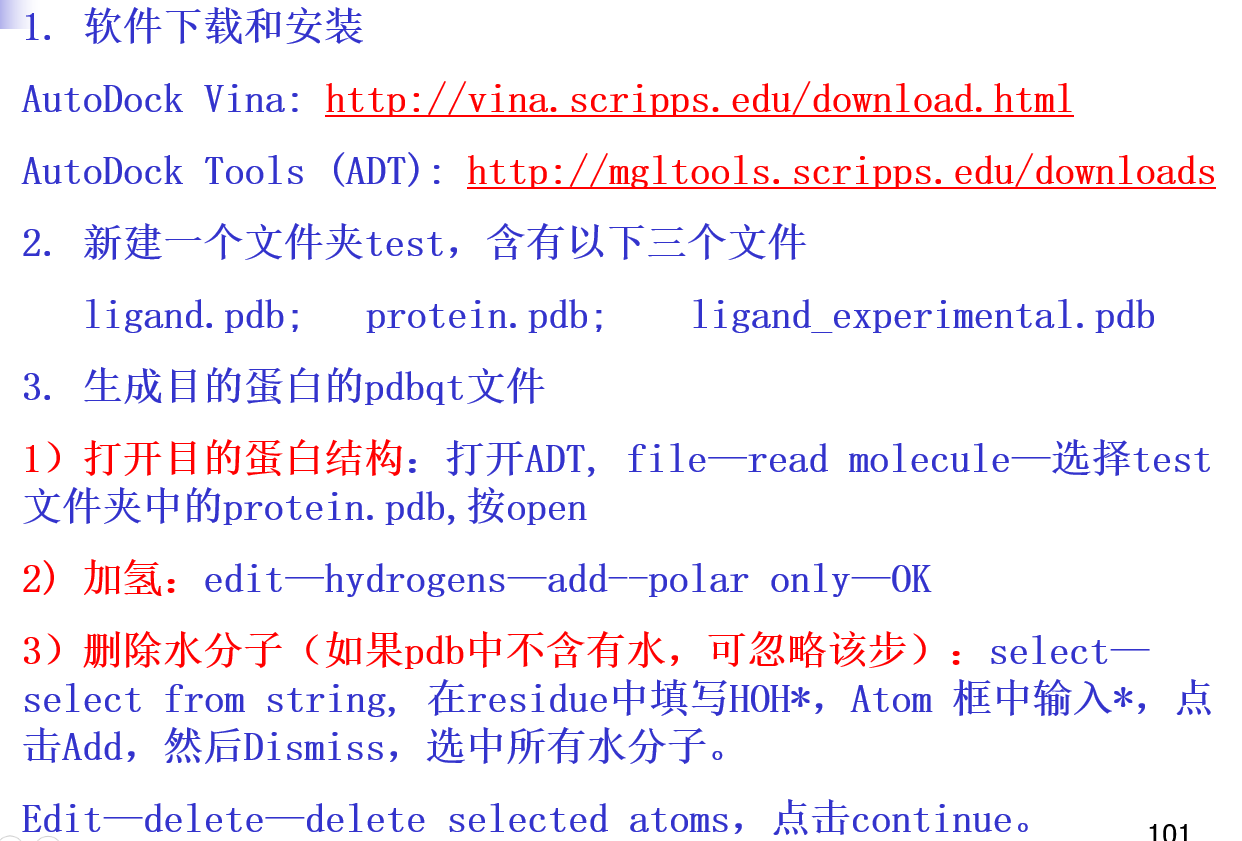 1. 软件下载和安装
AutoDock Vina: http://vina.scripps.edu/download.html
AutoDock Tools (ADT): http://mgltools.scripps.edu/downloads
2. 新建一个文件夹test，含有以下三个文件
ligand.pdb; protein.pdb; ligand_experimental.pdb
3. 生成目的蛋白的pdbqt文件
1）打开目的蛋白结构：打开ADT, file—read molecule—选择test
文件夹中的protein.pdb,按open
2) 加氢：edit—hydrogens—add--polar only—OK
3）删除水分子（如果pdb中不含有水，可忽略该步）：select—
select from string, 在residue中填写HOH*，Atom 框中输入*，点
击Add，然后Dismiss，选中所有水分子。
Edit—delete—delete selected atoms，点击continue。
101